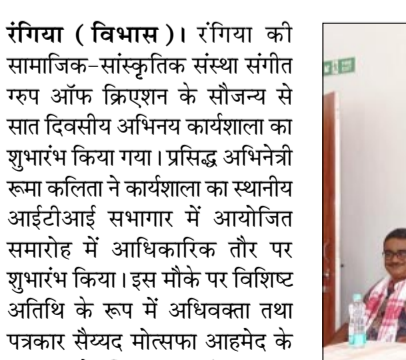 रंगिया ( विभास )। रंगिया की
सामाजिक-सांस्कृतिक संस्था संगीत
ग्रुप ऑफ क्रिएशन के सौजन्य से
सात दिवसीय अभिनय कार्यशाला का
शुभारंभ किया गया। प्रसिद्ध अभिनेत्री
रूमा कलिता ने कार्यशाला का स्थानीय
आईटीआई सभागार में आयोजित
समारोह में आधिकारिक तौर पर
शुभारंभ किया। इस मौके पर विशिष्ट
अतिथि के रूप में अधिवक्ता तथा
पत्रकार सैय्यद मोत्सफा आहमेद के